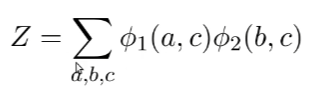 Z = ∑ ϕ₁(a, c)ϕ₂(b, c)
a,b,c